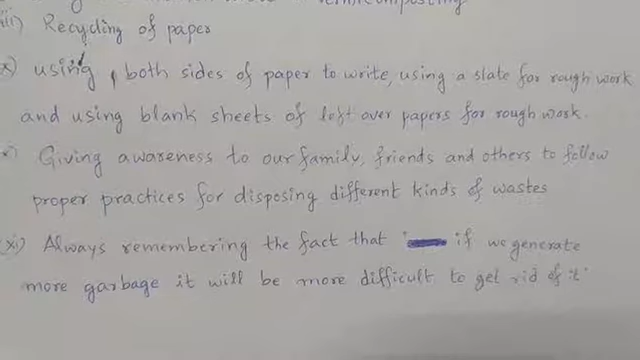 vermicomposting
iii) Recycling of paper
x) using both sides of paper to write, using a slate for rough work
and using blank sheets of left over papers for rough work.
Giving awareness to our family, friends and others to follow
proper practices for disposing different kinds of wastes
xi) Always remembering the fact that ' if we generate
more garbage it will be more difficult to get rid of it'